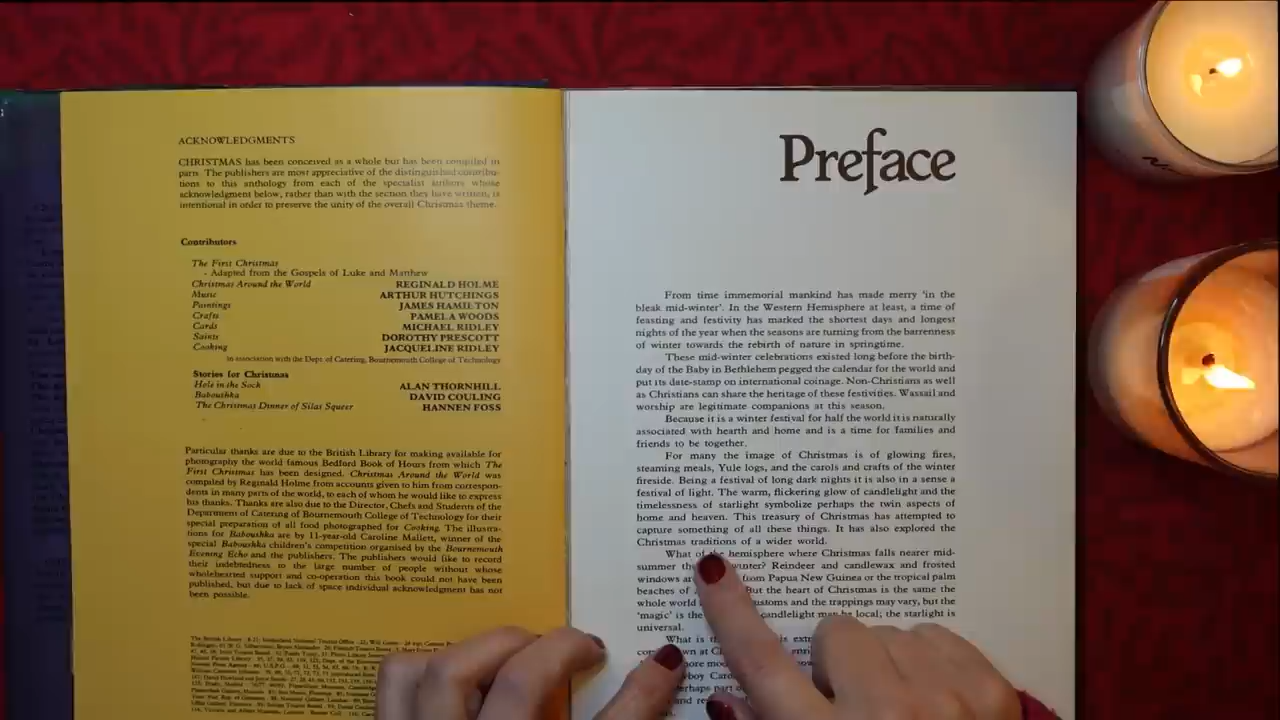 ACKNOWLEDGMENTS
CHRISTMAS has been conceived as a whole but has been compiled in
parts. The publishers are most appreciative of the distinguished contribu-
tions to this anthology from each of the specialist authors whose
acknowledgment below, rather than with the section they have written, is
intentional in order to preserve the unity of the overall Christmas theme.
Contributors
The First Christmas
- Adapted from the Gospels of Luke and Matthew
Christmas Around the World REGINALD HOLME
Music ARTHUR HUTCHINGS
Paintings JAMES HAMILTON
Crafts PAMELA WOODS
Cards MICHAEL RIDLEY
Saints DOROTHY PRESCOTT
Cooking JACQUELINE RIDLEY
in association with the Dept of Catering, Bournemouth College of Technology
Stories for Christmas
Hole in the Sock ALAN THORNHILL
Baboushka DAVID COULING
The Christmas Dinner of Silas Squeer HANNEN FOSS
Particular thanks are due to the British Library for making available for
photography the world famous Bedford Book of Hours from which The
First Christmas has been designed. Christmas Around the World was
compiled by Reginald Holme from accounts given to him from correspon-
dents in many parts of the world, to each of whom he would like to express
his thanks. Thanks are also due to the Director, Chefs and Students of the
Department of Catering of Bournemouth College of Technology for their
special preparation of all food photographed for Cooking. The illustra-
tions for Baboushka are by 11-year-old Caroline Mallett, winner of the
special Baboushka children's competition organised by the Bournemouth
Evening Echo and the publishers. The publishers would like to record
their indebtedness to the large number of people without whose
wholehearted support and co-operation this book could not have been
published, but due to lack of space individual acknowledgment has not
been possible.
Preface
From time immemorial mankind has made merry 'in the
bleak mid-winter'. In the Western Hemisphere at least, a time of
feasting and festivity has marked the shortest days and longest
nights of the year when the seasons are turning from the barrenness
of winter towards the rebirth of nature in springtime.
These mid-winter celebrations existed long before the birth-
day of the Baby in Bethlehem pegged the calendar for the world and
put its date-stamp on international coinage. Non-Christians as well
as Christians can share the heritage of these festivities. Wassail and
worship are legitimate companions at this season.
Because it is a winter festival for half the world it is naturally
associated with hearth and home and is a time for families and
friends to be together.
For many the image of Christmas is of glowing fires,
steaming meals, Yule logs, and the carols and crafts of the winter
fireside. Being a festival of long dark nights it is also in a sense a
festival of light. The warm, flickering glow of candlelight and the
timelessness of starlight symbolize perhaps the twin aspects of
home and heaven. This treasury of Christmas has attempted to
capture something of all these things. It has also explored the
Christmas traditions of a wider world.
What of the hemisphere where Christmas falls nearer mid-
summer winter? Reindeer and candlewax and frosted
windows from Papua New Guinea or the tropical palm
beaches of But the heart of Christmas is the same the
whole world customs and the trappings may vary, but the
'magic' is the candlelight may be local; the starlight is
universal.
What is